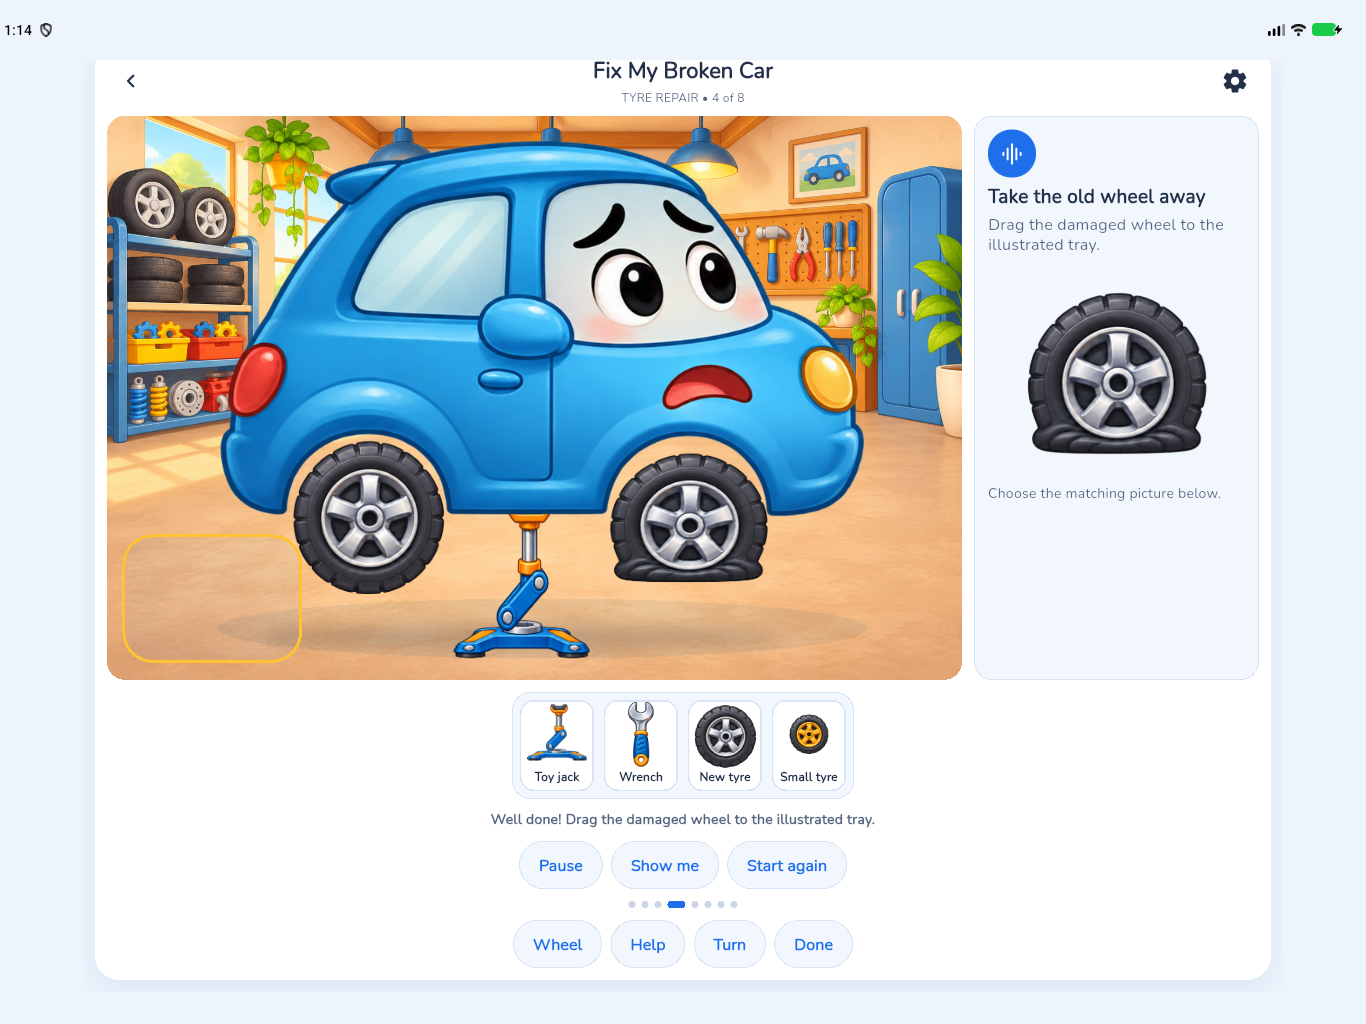 1:14
Fix My Broken Car
TYRE REPAIR • 4 of 8
Take the old wheel away
Drag the damaged wheel to the
illustrated tray.
Choose the matching picture below.
Toy jack
Wrench
New tyre
Small tyre
Well done! Drag the damaged wheel to the illustrated tray.
Pause
Show me
Start again
Wheel
Help
Turn
Done